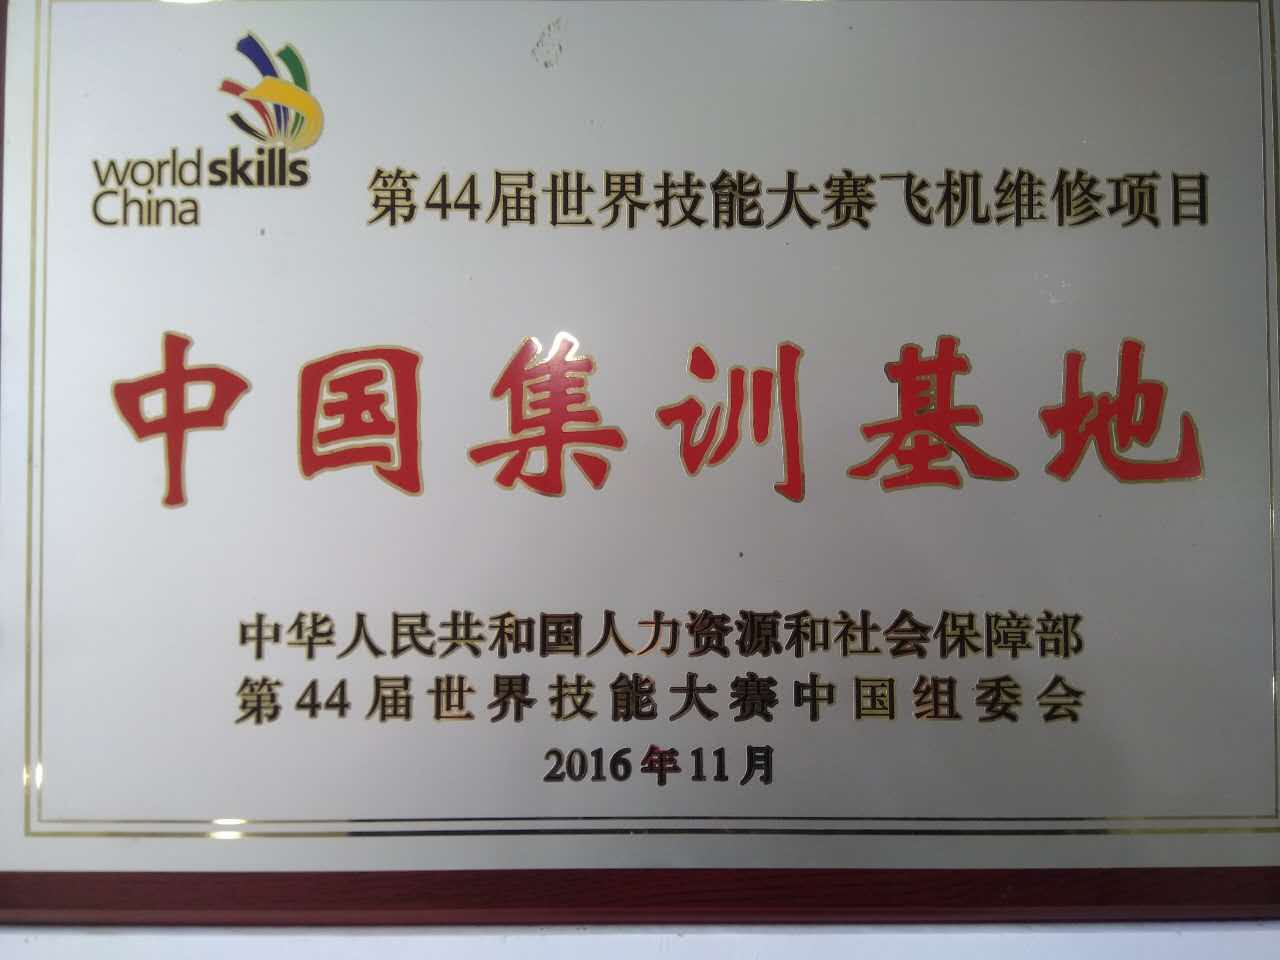 world skills
China
第44届世界技能大赛飞机维修项目
中国集训基地
中华人民共和国人力资源和社会保障部
第44届世界技能大赛中国组委会
2016年11月